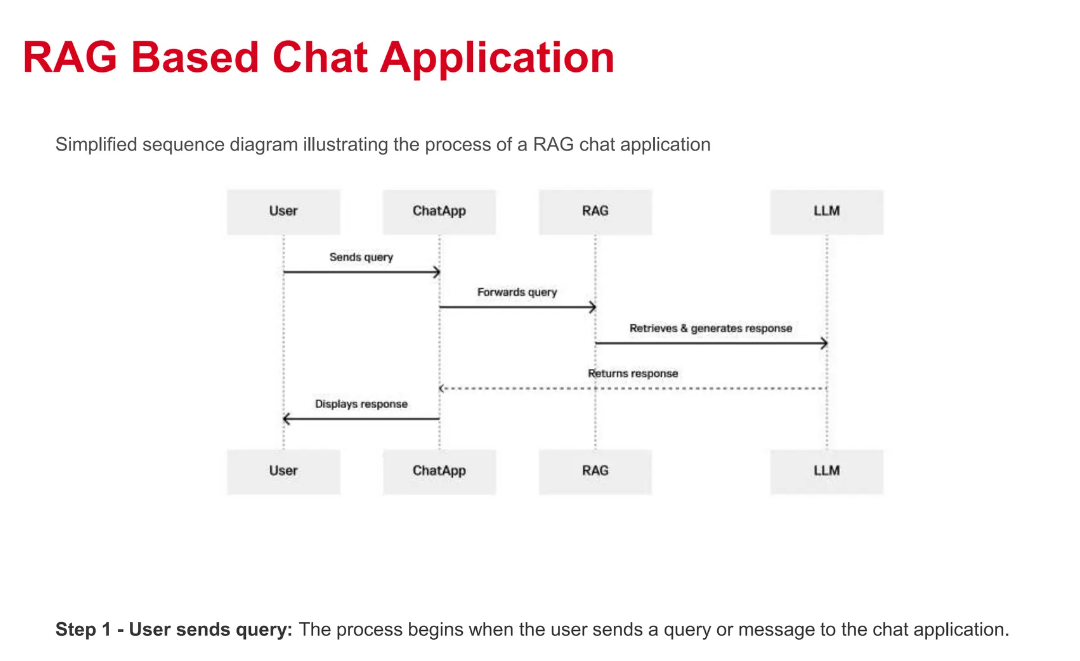 RAG Based Chat Application
Simplified sequence diagram illustrating the process of a RAG chat application
User ChatApp RAG LLM
Sends query
Forwards query
Retrieves & generates response
Returns response
Displays response
User ChatApp RAG LLM
Step 1 - User sends query: The process begins when the user sends a query or message to the chat application.